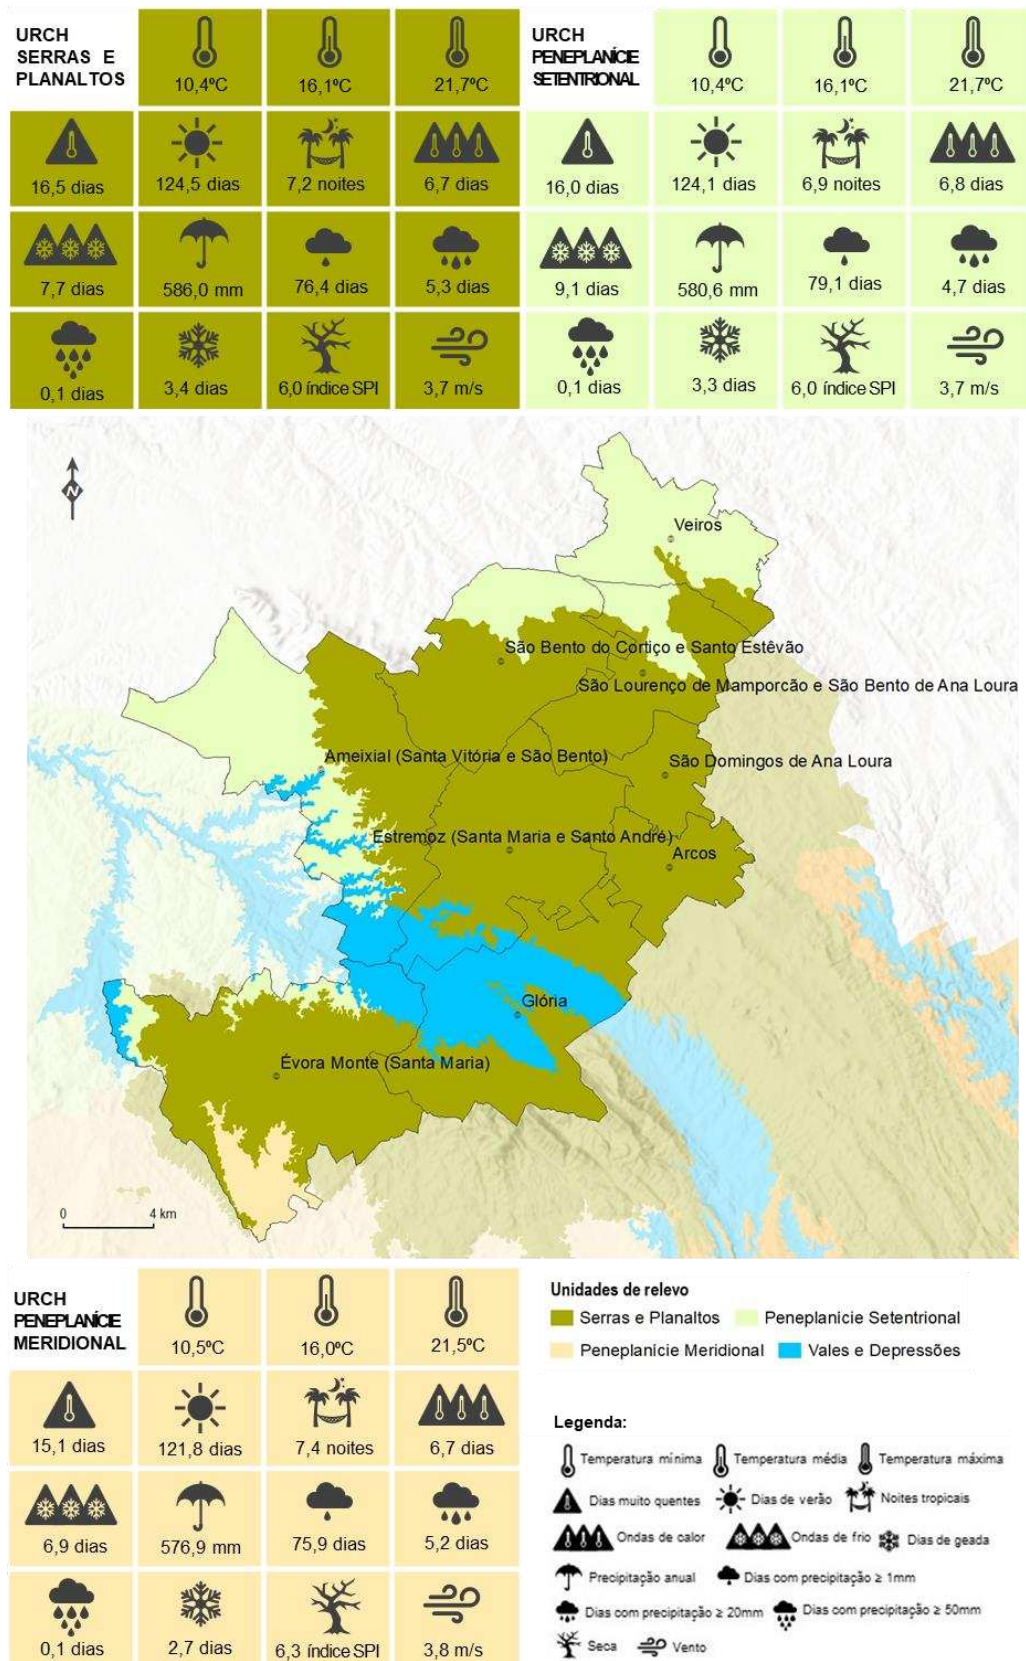 URCH
SERRAS E
PLANALTOS
10,4ºC
16,1ºC
21,7ºC
16,5 dias
124,5 dias
7,2 noites
6,7 dias
7,7 dias
586,0 mm
76,4 dias
5,3 dias
0,1 dias
3,4 dias
6,0 índice SPI
3,7 m/s
URCH
PENEPLANÍCIE
SETENTRIONAL
10,4ºC
16,1ºC
21,7ºC
16,0 dias
124,1 dias
6,9 noites
6,8 dias
9,1 dias
580,6 mm
79,1 dias
4,7 dias
0,1 dias
3,3 dias
6,0 índice SPI
3,7 m/s
N
Veiros
São Bento do Cortiço e Santo Estêvão
São Lourenço de Mamporcão e São Bento de Ana Loura
Ameixial (Santa Vitória e São Bento)
São Domingos de Ana Loura
Estremoz (Santa Maria e Santo André)
Arcos
Glória
Évora Monte (Santa Maria)
0 4 km
URCH
PENEPLANÍCIE
MERIDIONAL
10,5ºC
16,0ºC
21,5ºC
15,1 dias
121,8 dias
7,4 noites
6,7 dias
6,9 dias
576,9 mm
75,9 dias
5,2 dias
0,1 dias
2,7 dias
6,3 índice SPI
3,8 m/s
Unidades de relevo
Serras e Planaltos
Peneplanície Setentrional
Peneplanície Meridional
Vales e Depressões
Legenda:
Temperatura mínima
Temperatura média
Temperatura máxima
Dias muito quentes
Dias de verão
Noites tropicais
Ondas de calor
Ondas de frio
Dias de geada
Precipitação anual
Dias com precipitação ≥ 1mm
Dias com precipitação ≥ 20mm
Dias com precipitação ≥ 50mm
Seca
Vento